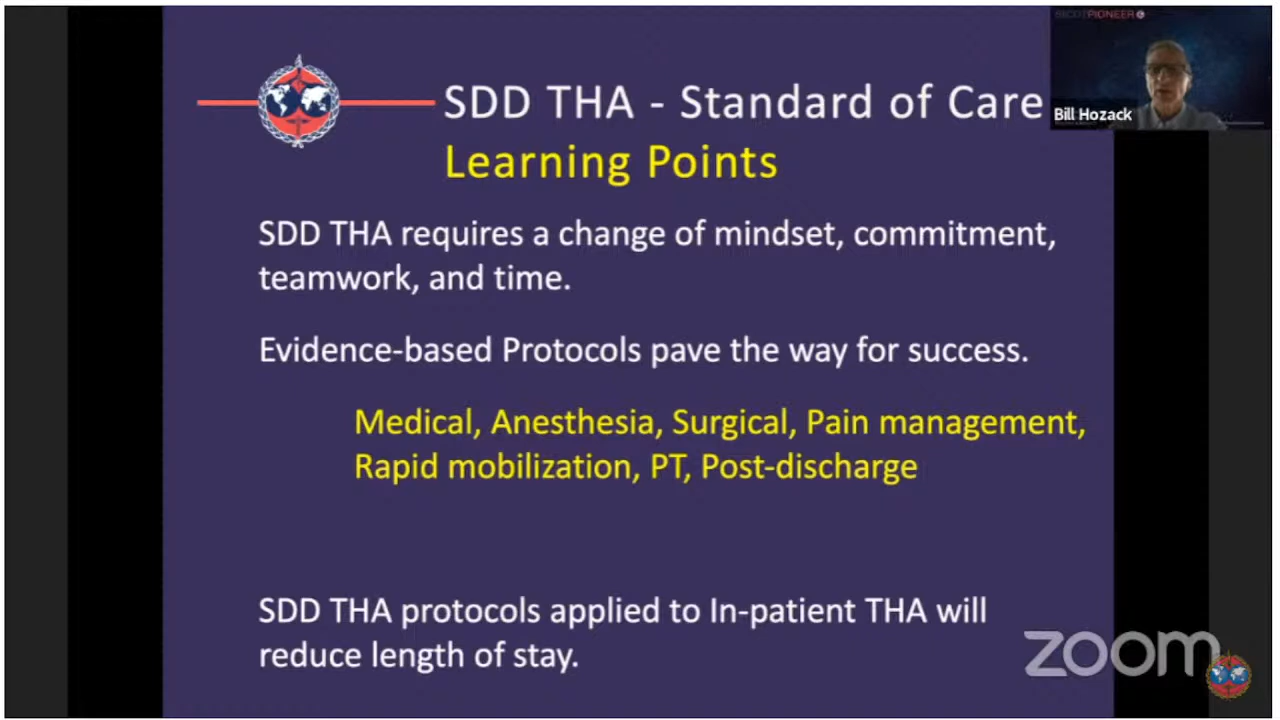 SICOT PIONEER
SDD THA - Standard of Care
Bill Hozack
Learning Points
SDD THA requires a change of mindset, commitment,
teamwork, and time.
Evidence-based Protocols pave the way for success.
Medical, Anesthesia, Surgical, Pain management,
Rapid mobilization, PT, Post-discharge
SDD THA protocols applied to In-patient THA will
reduce length of stay.
zoom